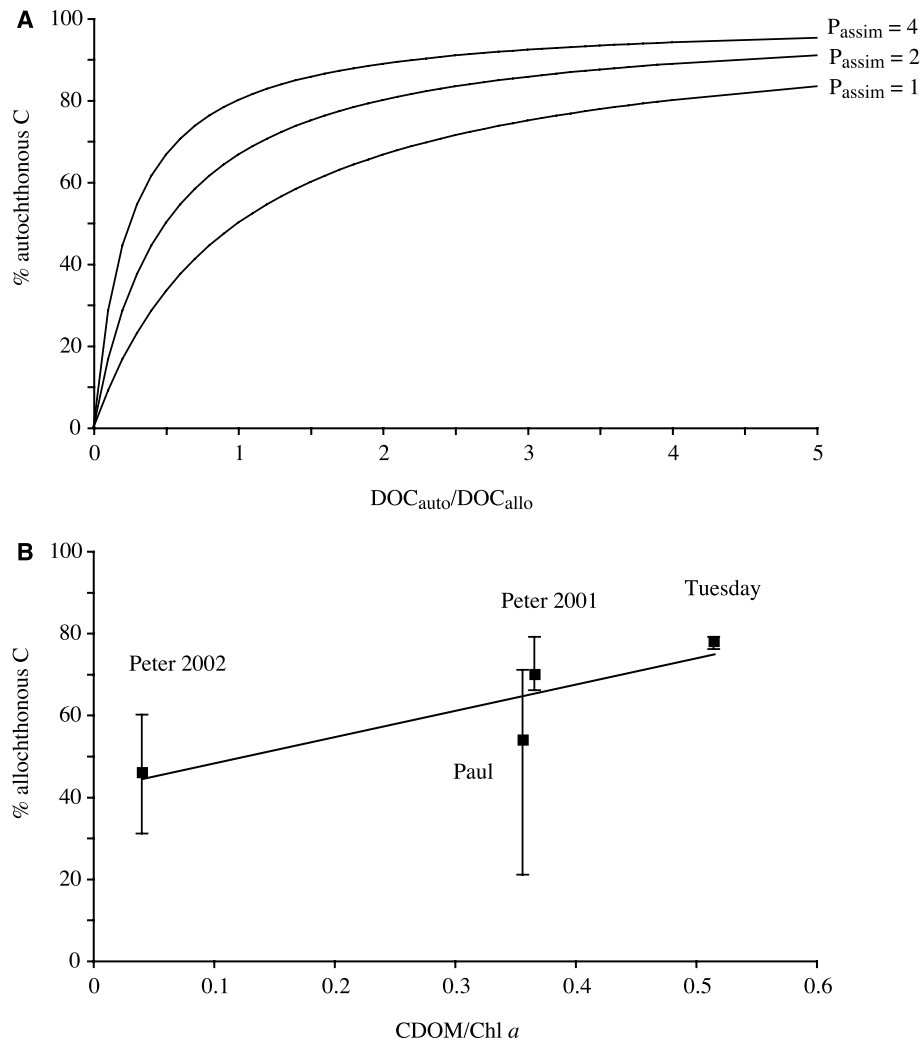 A
100
80
60
40
20
0
% autochthonous C
P_assim = 4
P_assim = 2
P_assim = 1
0 1 2 3 4 5
DOC_auto/DOC_allo
B
100
80
60
40
20
0
% allochthonous C
Peter 2002
Peter 2001
Tuesday
Paul
0 0.1 0.2 0.3 0.4 0.5 0.6
CDOM/Chl a